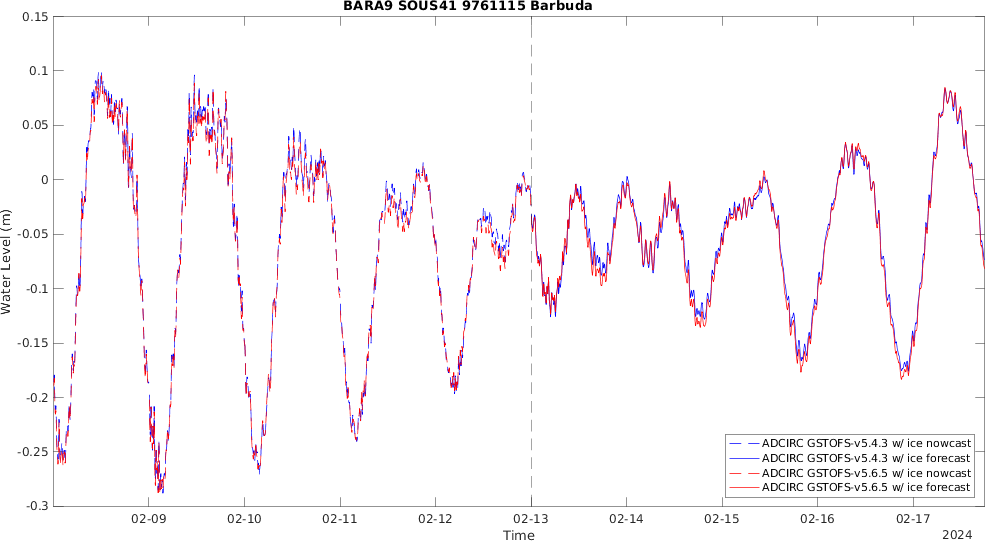 BARA9 SOUS41 9761115 Barbuda
Water Level (m)
0.15
0.1
0.05
0
-0.05
-0.1
-0.15
-0.2
-0.25
-0.3
02-09 02-10 02-11 02-12 02-13 02-14 02-15 02-16 02-17
Time
2024
ADCIRC GSTOFS-v5.4.3 w/ ice nowcast
ADCIRC GSTOFS-v5.4.3 w/ ice forecast
ADCIRC GSTOFS-v5.6.5 w/ ice nowcast
ADCIRC GSTOFS-v5.6.5 w/ ice forecast